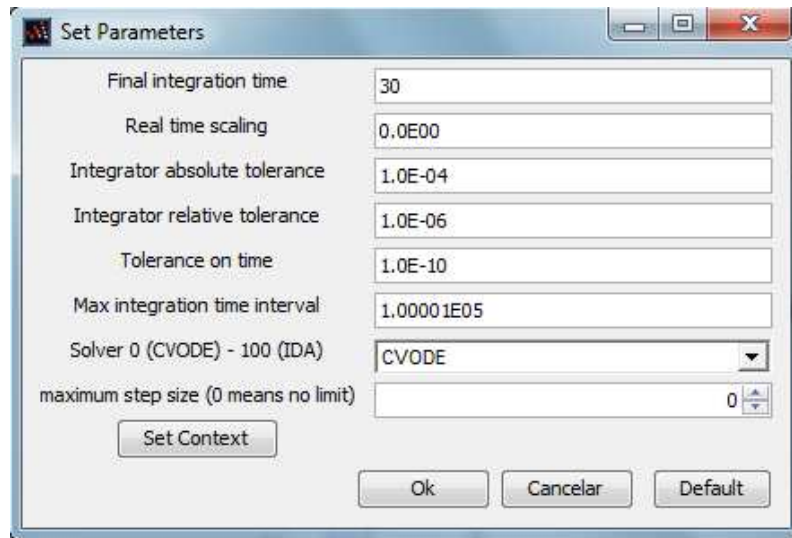 Set Parameters
Final integration time 30
Real time scaling 0.0E00
Integrator absolute tolerance 1.0E-04
Integrator relative tolerance 1.0E-06
Tolerance on time 1.0E-10
Max integration time interval 1.00001E05
Solver 0 (CVODE) - 100 (IDA) CVODE
maximum step size (0 means no limit) 0
Set Context
Ok Cancelar Default